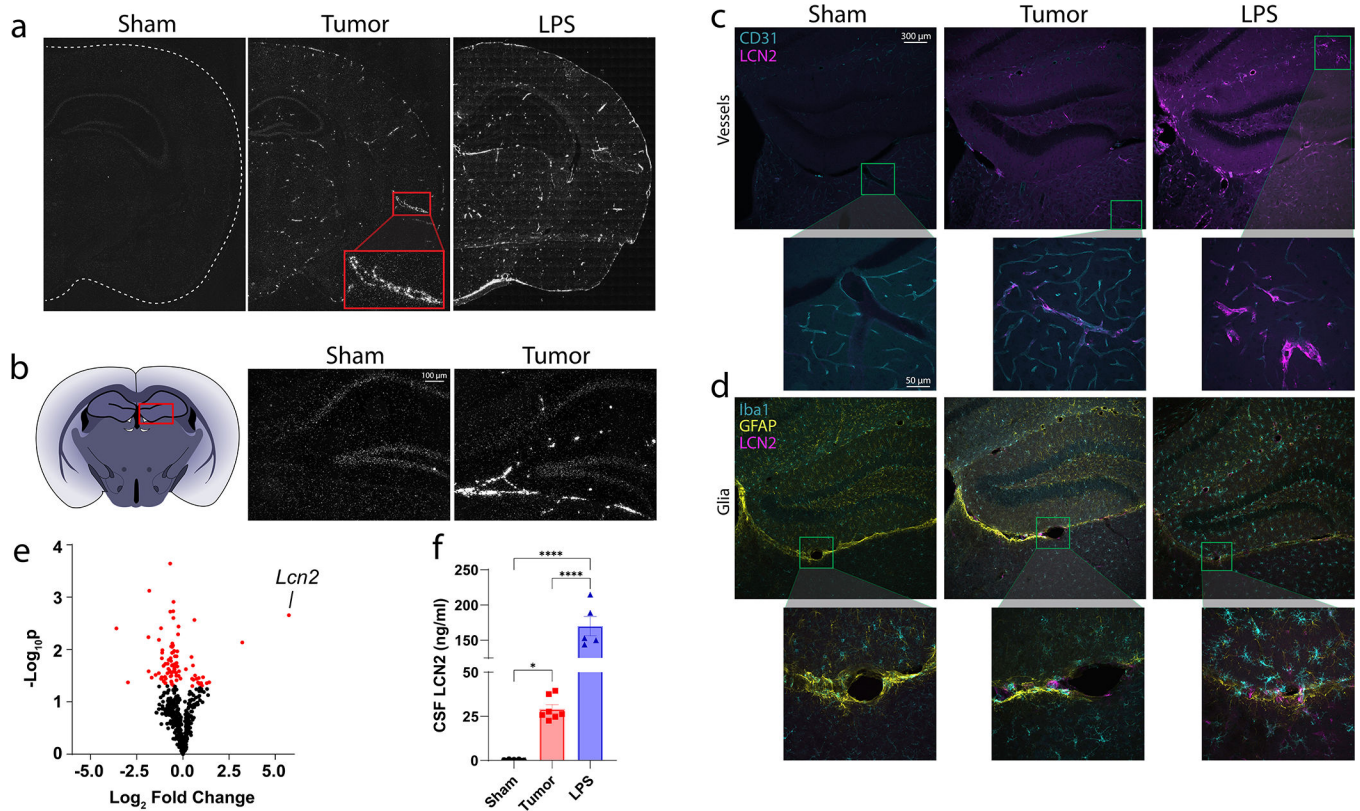 a
Sham
Tumor
LPS
b
Sham
Tumor
100 µm
c
Sham
Tumor
LPS
CD31
LCN2
300 µm
Vessels
50 µm
d
Iba1
GFAP
LCN2
Glia
e
4
3
2
1
0
-Log10p
Lcn2
-5.0
-2.5
0.0
2.5
5.0
Log2 Fold Change
f
****
****
*
250
200
150
100
50
25
0
CSF LCN2 (ng/ml)
Sham
Tumor
LPS